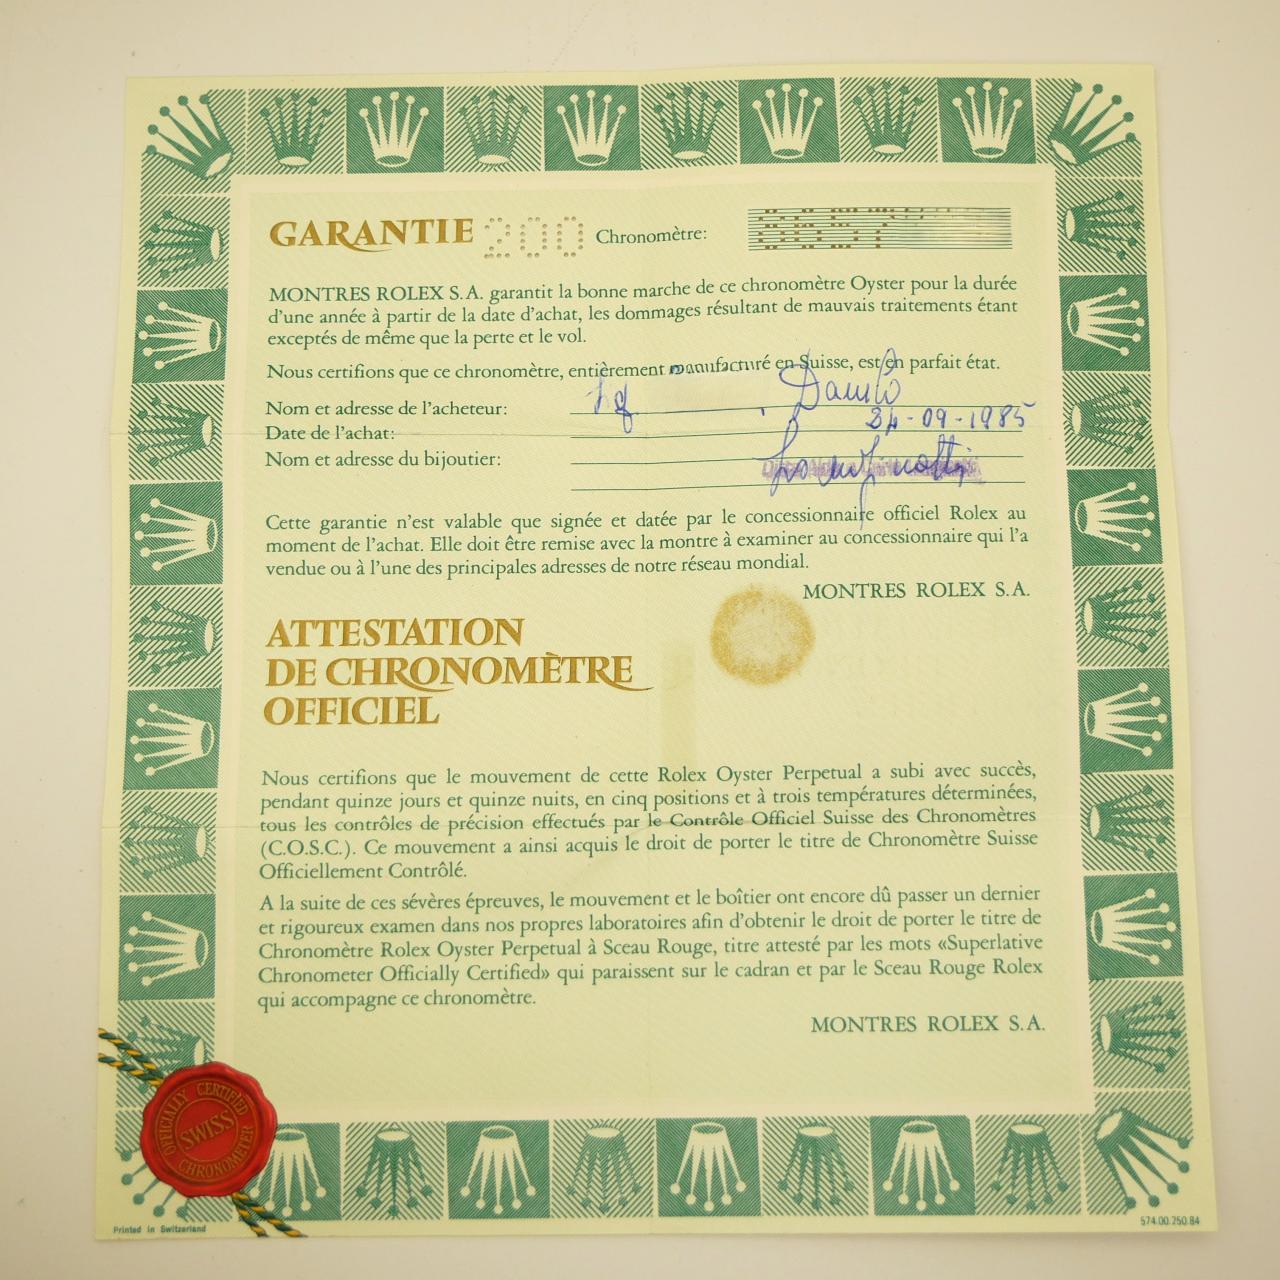 GARANTIE 200 Chronomètre: 8657
MONTRES ROLEX S.A. garantit la bonne marche de ce chronomètre Oyster pour la durée
d'une année à partir de la date d'achat, les dommages résultant de mauvais traitements étant
exceptés de même que la perte et le vol.
Nous certifions que ce chronomètre, entièrement manufacturé en Suisse, est en parfait état.
Nom et adresse de l'acheteur: Danilo
Date de l'achat: 24-09-1985
Nom et adresse du bijoutier:
Cette garantie n'est valable que signée et datée par le concessionnaire officiel Rolex au
moment de l'achat. Elle doit être remise avec la montre à examiner au concessionnaire qui l'a
vendue ou à l'une des principales adresses de notre réseau mondial.
MONTRES ROLEX S.A.
ATTESTATION
DE CHRONOMÈTRE
OFFICIEL
Nous certifions que le mouvement de cette Rolex Oyster Perpetual a subi avec succès,
pendant quinze jours et quinze nuits, en cinq positions et à trois températures déterminées,
tous les contrôles de précision effectués par le Contrôle Officiel Suisse des Chronomètres
(C.O.S.C.). Ce mouvement a ainsi acquis le droit de porter le titre de Chronomètre Suisse
Officiellement Contrôlé.
A la suite de ces sévères épreuves, le mouvement et le boîtier ont encore dû passer un dernier
et rigoureux examen dans nos propres laboratoires afin d'obtenir le droit de porter le titre de
Chronomètre Rolex Oyster Perpetual à Sceau Rouge, titre attesté par les mots «Superlative
Chronometer Officially Certified» qui paraissent sur le cadran et par le Sceau Rouge Rolex
qui accompagne ce chronomètre.
MONTRES ROLEX S.A.
OFFICIALLY CERTIFIED
SWISS
CHRONOMETER
Printed in Switzerland
574.00.250.84